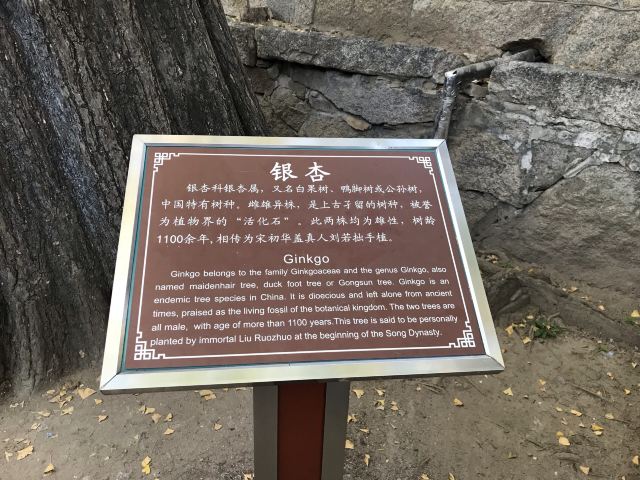 银杏
银杏科银杏属，又名白果树、鸭脚树或公孙树，
中国特有树种。雌雄异株，是上古孑留的树种，被誉
为植物界的“活化石”。此两株均为雄性，树龄
1100余年，相传为宋初华盖真人刘若拙手植。
Ginkgo
Ginkgo belongs to the family Ginkgoaceae and the genus Ginkgo, also
named maidenhair tree, duck foot tree or Gongsun tree. Ginkgo is an
endemic tree species in China. It is dioecious and left alone from ancient
times, praised as the living fossil of the botanical kingdom. The two trees are
all male, with age of more than 1100 years.This tree is said to be personally
planted by immortal Liu Ruozhuo at the beginning of the Song Dynasty.